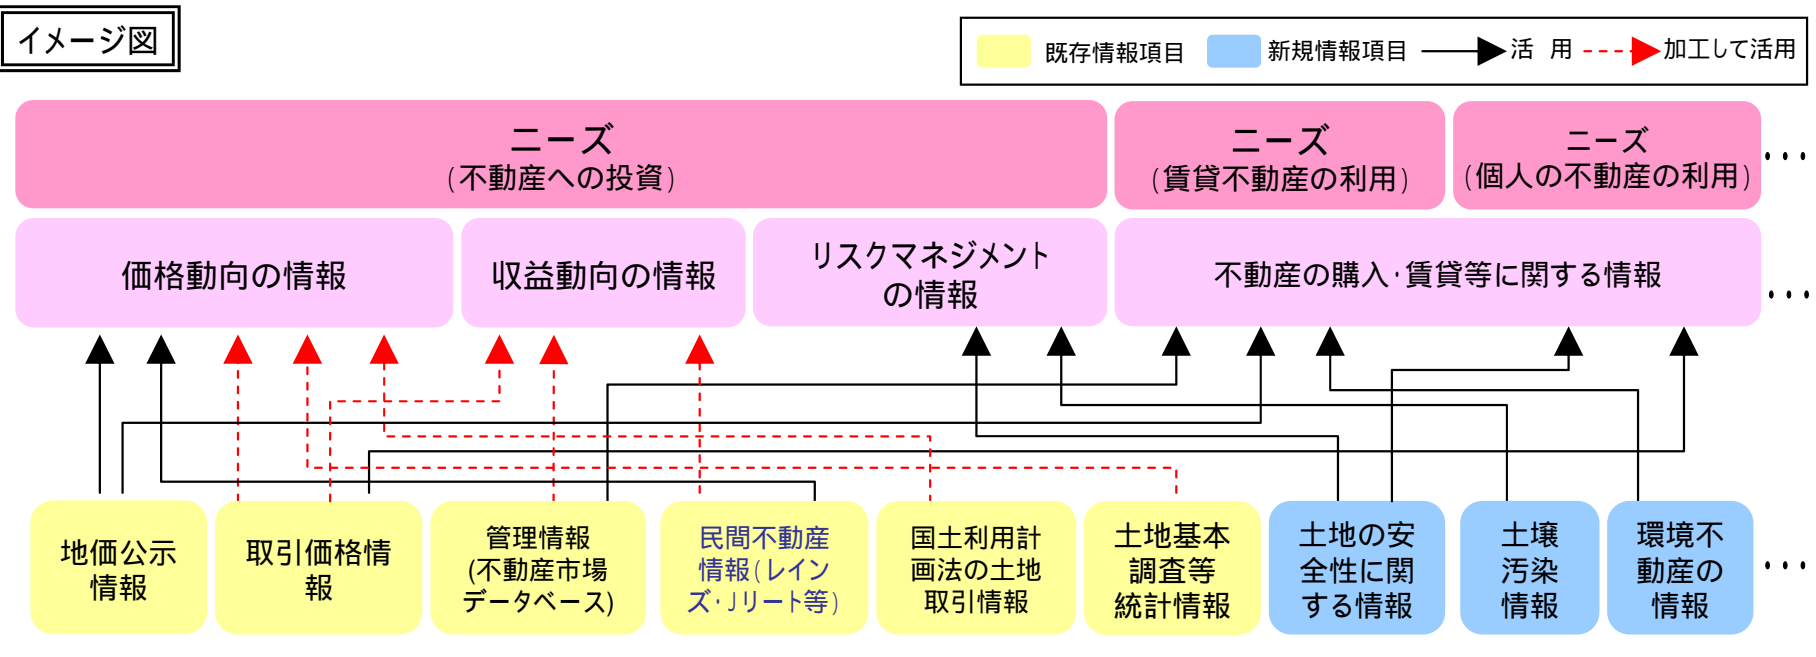 イメージ図
既存情報項目
新規情報項目
活　用
加工して活用
ニーズ
(不動産への投資)
ニーズ
(賃貸不動産の利用)
ニーズ
(個人の不動産の利用)
・・・
価格動向の情報
収益動向の情報
リスクマネジメント
の情報
不動産の購入・賃貸等に関する情報
・・・
地価公示
情報
取引価格情
報
管理情報
(不動産市場
データベース)
民間不動産
情報(レイン
ズ・Jリート等)
国土利用計
画法の土地
取引情報
土地基本
調査等
統計情報
土地の安
全性に関
する情報
土壌
汚染
情報
環境不
動産の
情報
・・・